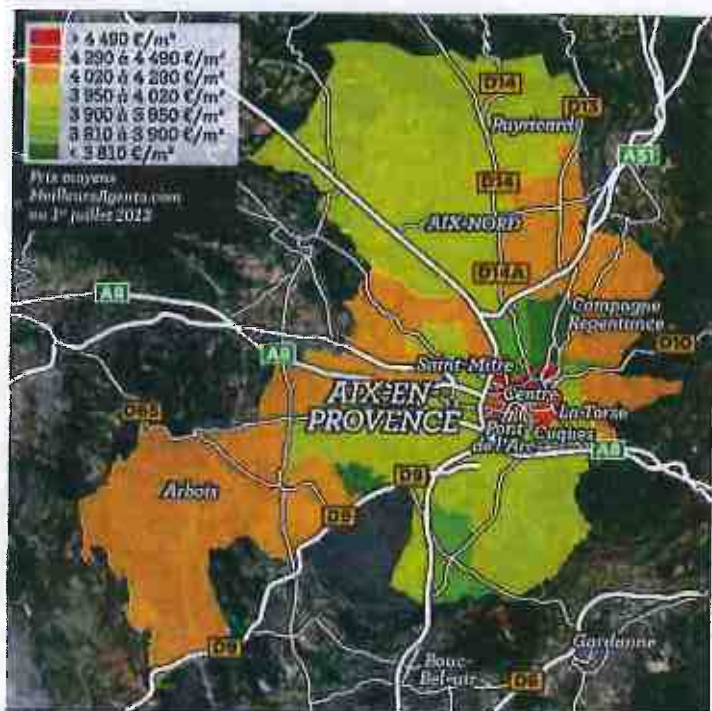 > 4 490 €/m²
4 290 à 4 490 €/m²
4 020 à 4 290 €/m²
3 950 à 4 020 €/m²
3 900 à 3 950 €/m²
3 810 à 3 900 €/m²
< 3 810 €/m²
Prix moyens
MeilleursAgents.com
au 1er juillet 2013
D14
D13
Puyricard
A51
D14
AIX-NORD
D14A
A8
Campagne
Repentance
D10
A8
Saint-Mitre
AIX-EN-
PROVENCE
Centre
La Torse
D65
Pont
de l'Arc
Cuques
A8
Arbois
D9
D9
D9
Gardanne
Bouc-
Bel-air
D6